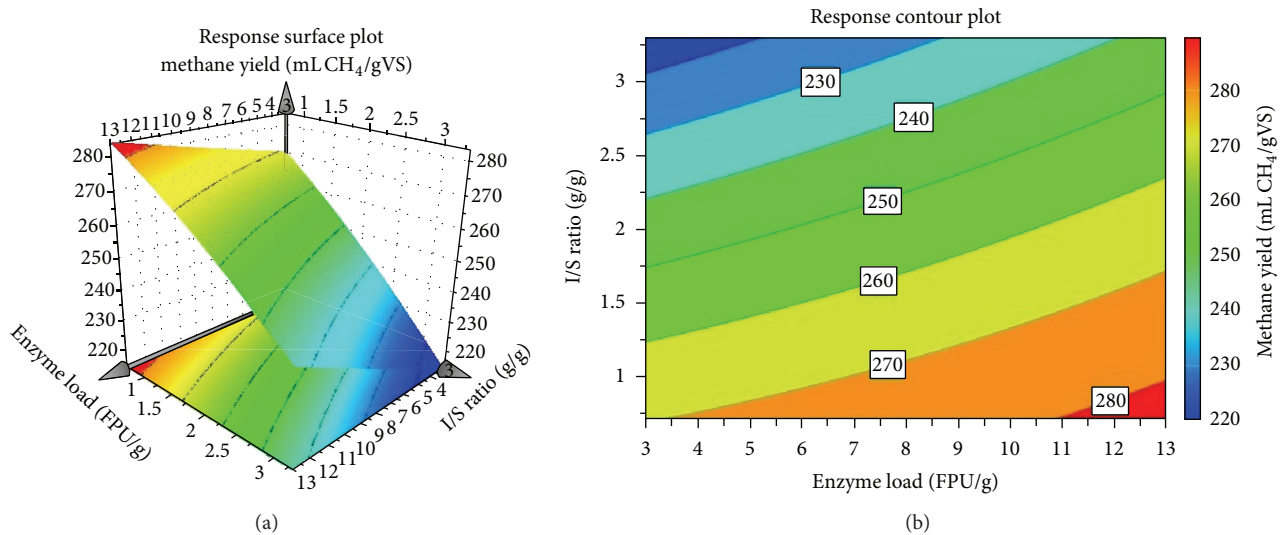 Response surface plot
methane yield (mL CH₄/gVS)
13 12 11 10 9 8 7 6 5 4 3 1 1.5 2 2.5 3
280 280
270 270
260 260
250 250
240 240
230 230
220 220
Enzyme load (FPU/g)
I/S ratio (g/g)
1 1.5 2 2.5 3
13 12 11 10 9 8 7 6 5 4 3
(a)
Response contour plot
I/S ratio (g/g)
3
2.5
2
1.5
1
230
240
250
260
270
280
3 4 5 6 7 8 9 10 11 12 13
Enzyme load (FPU/g)
280
270
260
250
240
230
220
Methane yield (mL CH₄/gVS)
(b)